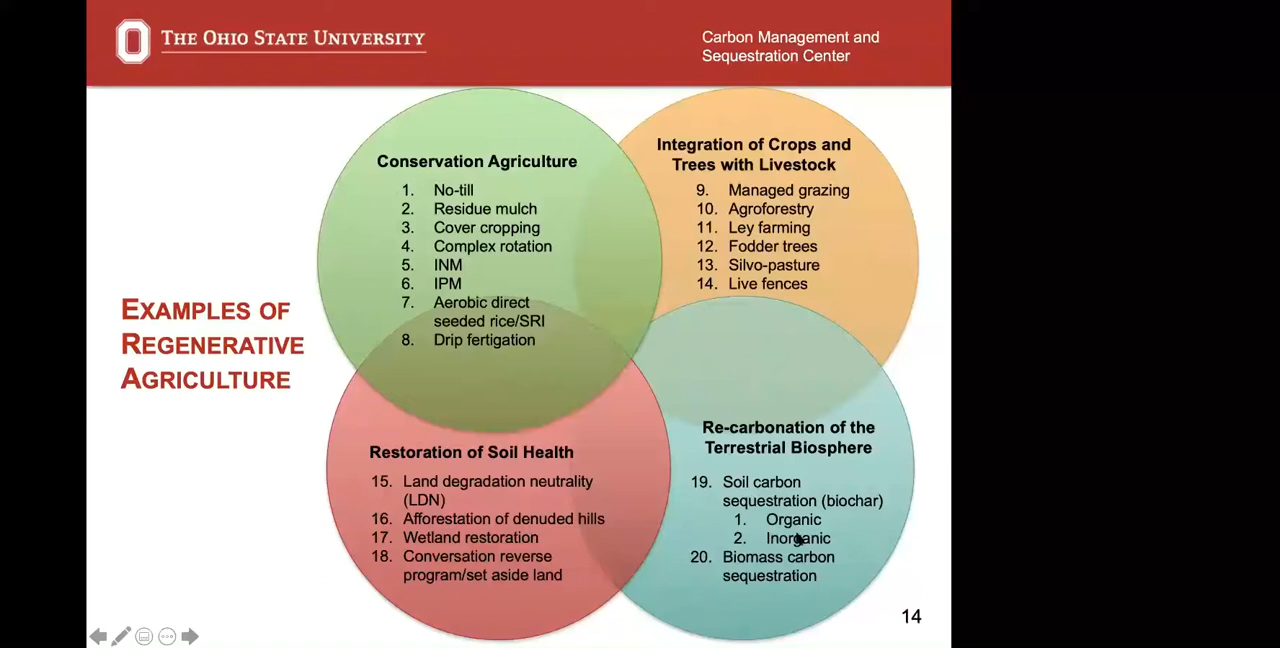 THE OHIO STATE UNIVERSITY
Carbon Management and
Sequestration Center
EXAMPLES OF
REGENERATIVE
AGRICULTURE
Conservation Agriculture
1. No-till
2. Residue mulch
3. Cover cropping
4. Complex rotation
5. INM
6. IPM
7. Aerobic direct
seeded rice/SRI
8. Drip fertigation
Integration of Crops and
Trees with Livestock
9. Managed grazing
10. Agroforestry
11. Ley farming
12. Fodder trees
13. Silvo-pasture
14. Live fences
Restoration of Soil Health
15. Land degradation neutrality
(LDN)
16. Afforestation of denuded hills
17. Wetland restoration
18. Conversation reverse
program/set aside land
Re-carbonation of the
Terrestrial Biosphere
19. Soil carbon
sequestration (biochar)
1. Organic
2. Inorganic
20. Biomass carbon
sequestration
14